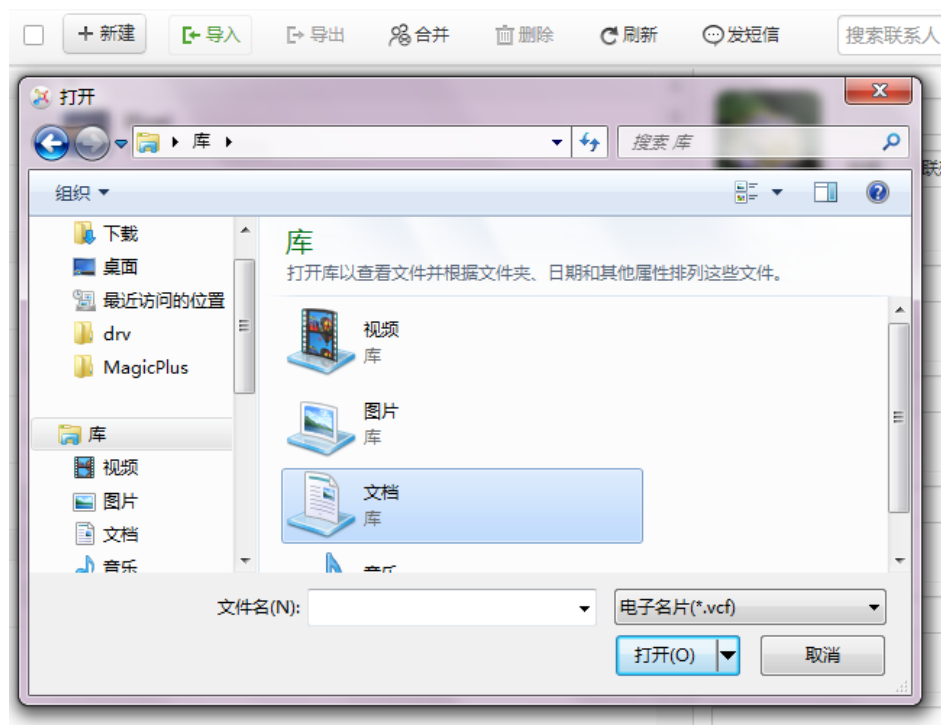 新建 导入 导出 合并 删除 刷新 发短信 搜索联系人
打开
库
搜索 库
组织
下载
桌面
最近访问的位置
drv
MagicPlus
库
视频
图片
文档
音乐
库
打开库以查看文件并根据文件夹、日期和其他属性排列这些文件。
视频
库
图片
库
文档
库
音乐
文件名(N):
电子名片(*.vcf)
打开(O)
取消